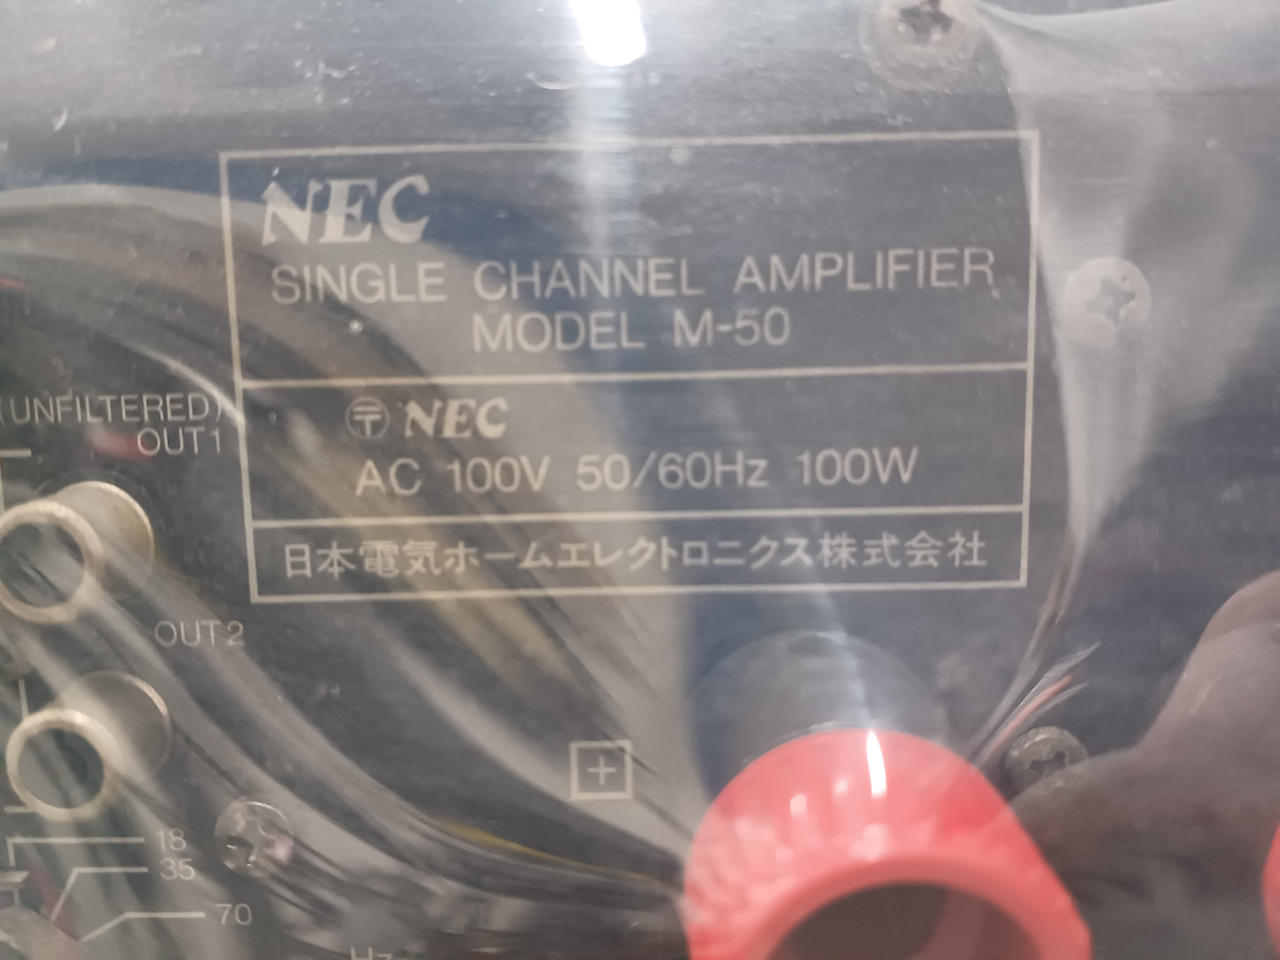 NEC
SINGLE CHANNEL AMPLIFIER
MODEL M-50
〒 NEC
AC 100V 50/60Hz 100W
日本電気ホームエレクトロニクス株式会社
(UNFILTERED)
OUT1
OUT2
+
18
35
70
Hz